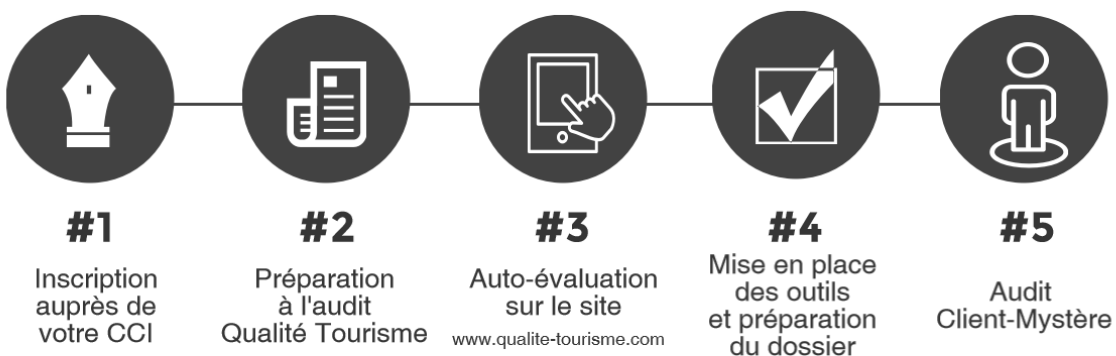 #1
Inscription
auprès de
votre CCI
#2
Préparation
à l'audit
Qualité Tourisme
#3
Auto-évaluation
sur le site
www.qualite-tourisme.com
#4
Mise en place
des outils
et préparation
du dossier
#5
Audit
Client-Mystère